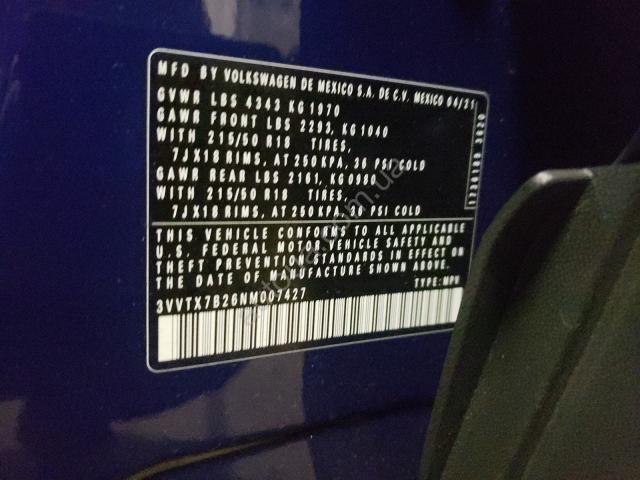 MFD BY VOLKSWAGEN DE MEXICO S.A. DE C.V. MEXICO 04/21
GVWR LBS 4343 KG 1970
GAWR FRONT LBS 2293, KG 1040
WITH 215/50 R18 TIRES,
7JX18 RIMS, AT 250 KPA, 36 PSI COLD
GAWR REAR LBS 2161, KG 0980
WITH 215/50 R18 TIRES,
7JX18 RIMS, AT 250 KPA, 36 PSI COLD
THIS VEHICLE CONFORMS TO ALL APPLICABLE
U.S. FEDERAL MOTOR VEHICLE SAFETY AND
THEFT PREVENTION STANDARDS IN EFFECT ON
THE DATE OF MANUFACTURE SHOWN ABOVE.
3VVTX7B26NM007427 TYPE: MPV